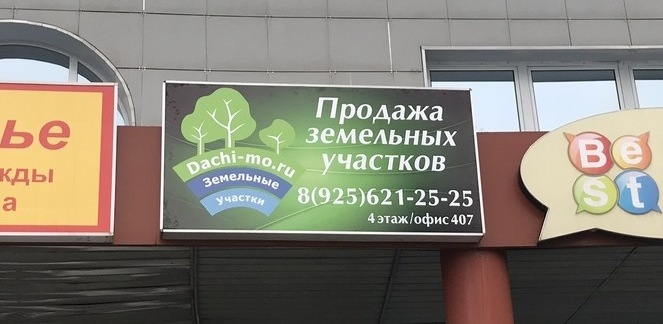 ье
жды
а
Dachi-mo.ru
Земельные
Участки
Продажа
земельных
участков
8(925)621-25-25
4 этаж/офис 407
Be
st